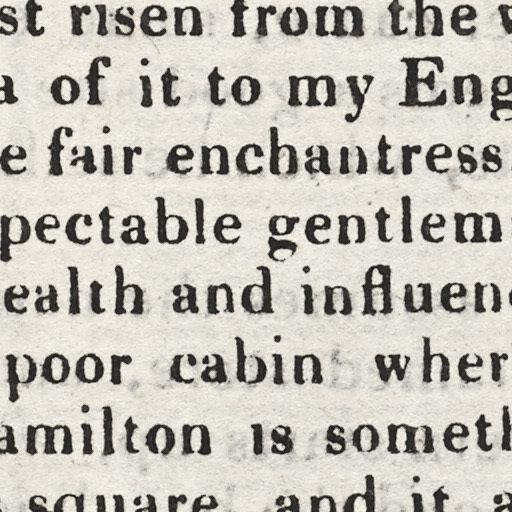 st risen from the w
a of it to my Eng
e fair enchantress.
pectable gentlem
ealth and influen
poor cabin wher
amilton is someth
square, and it a